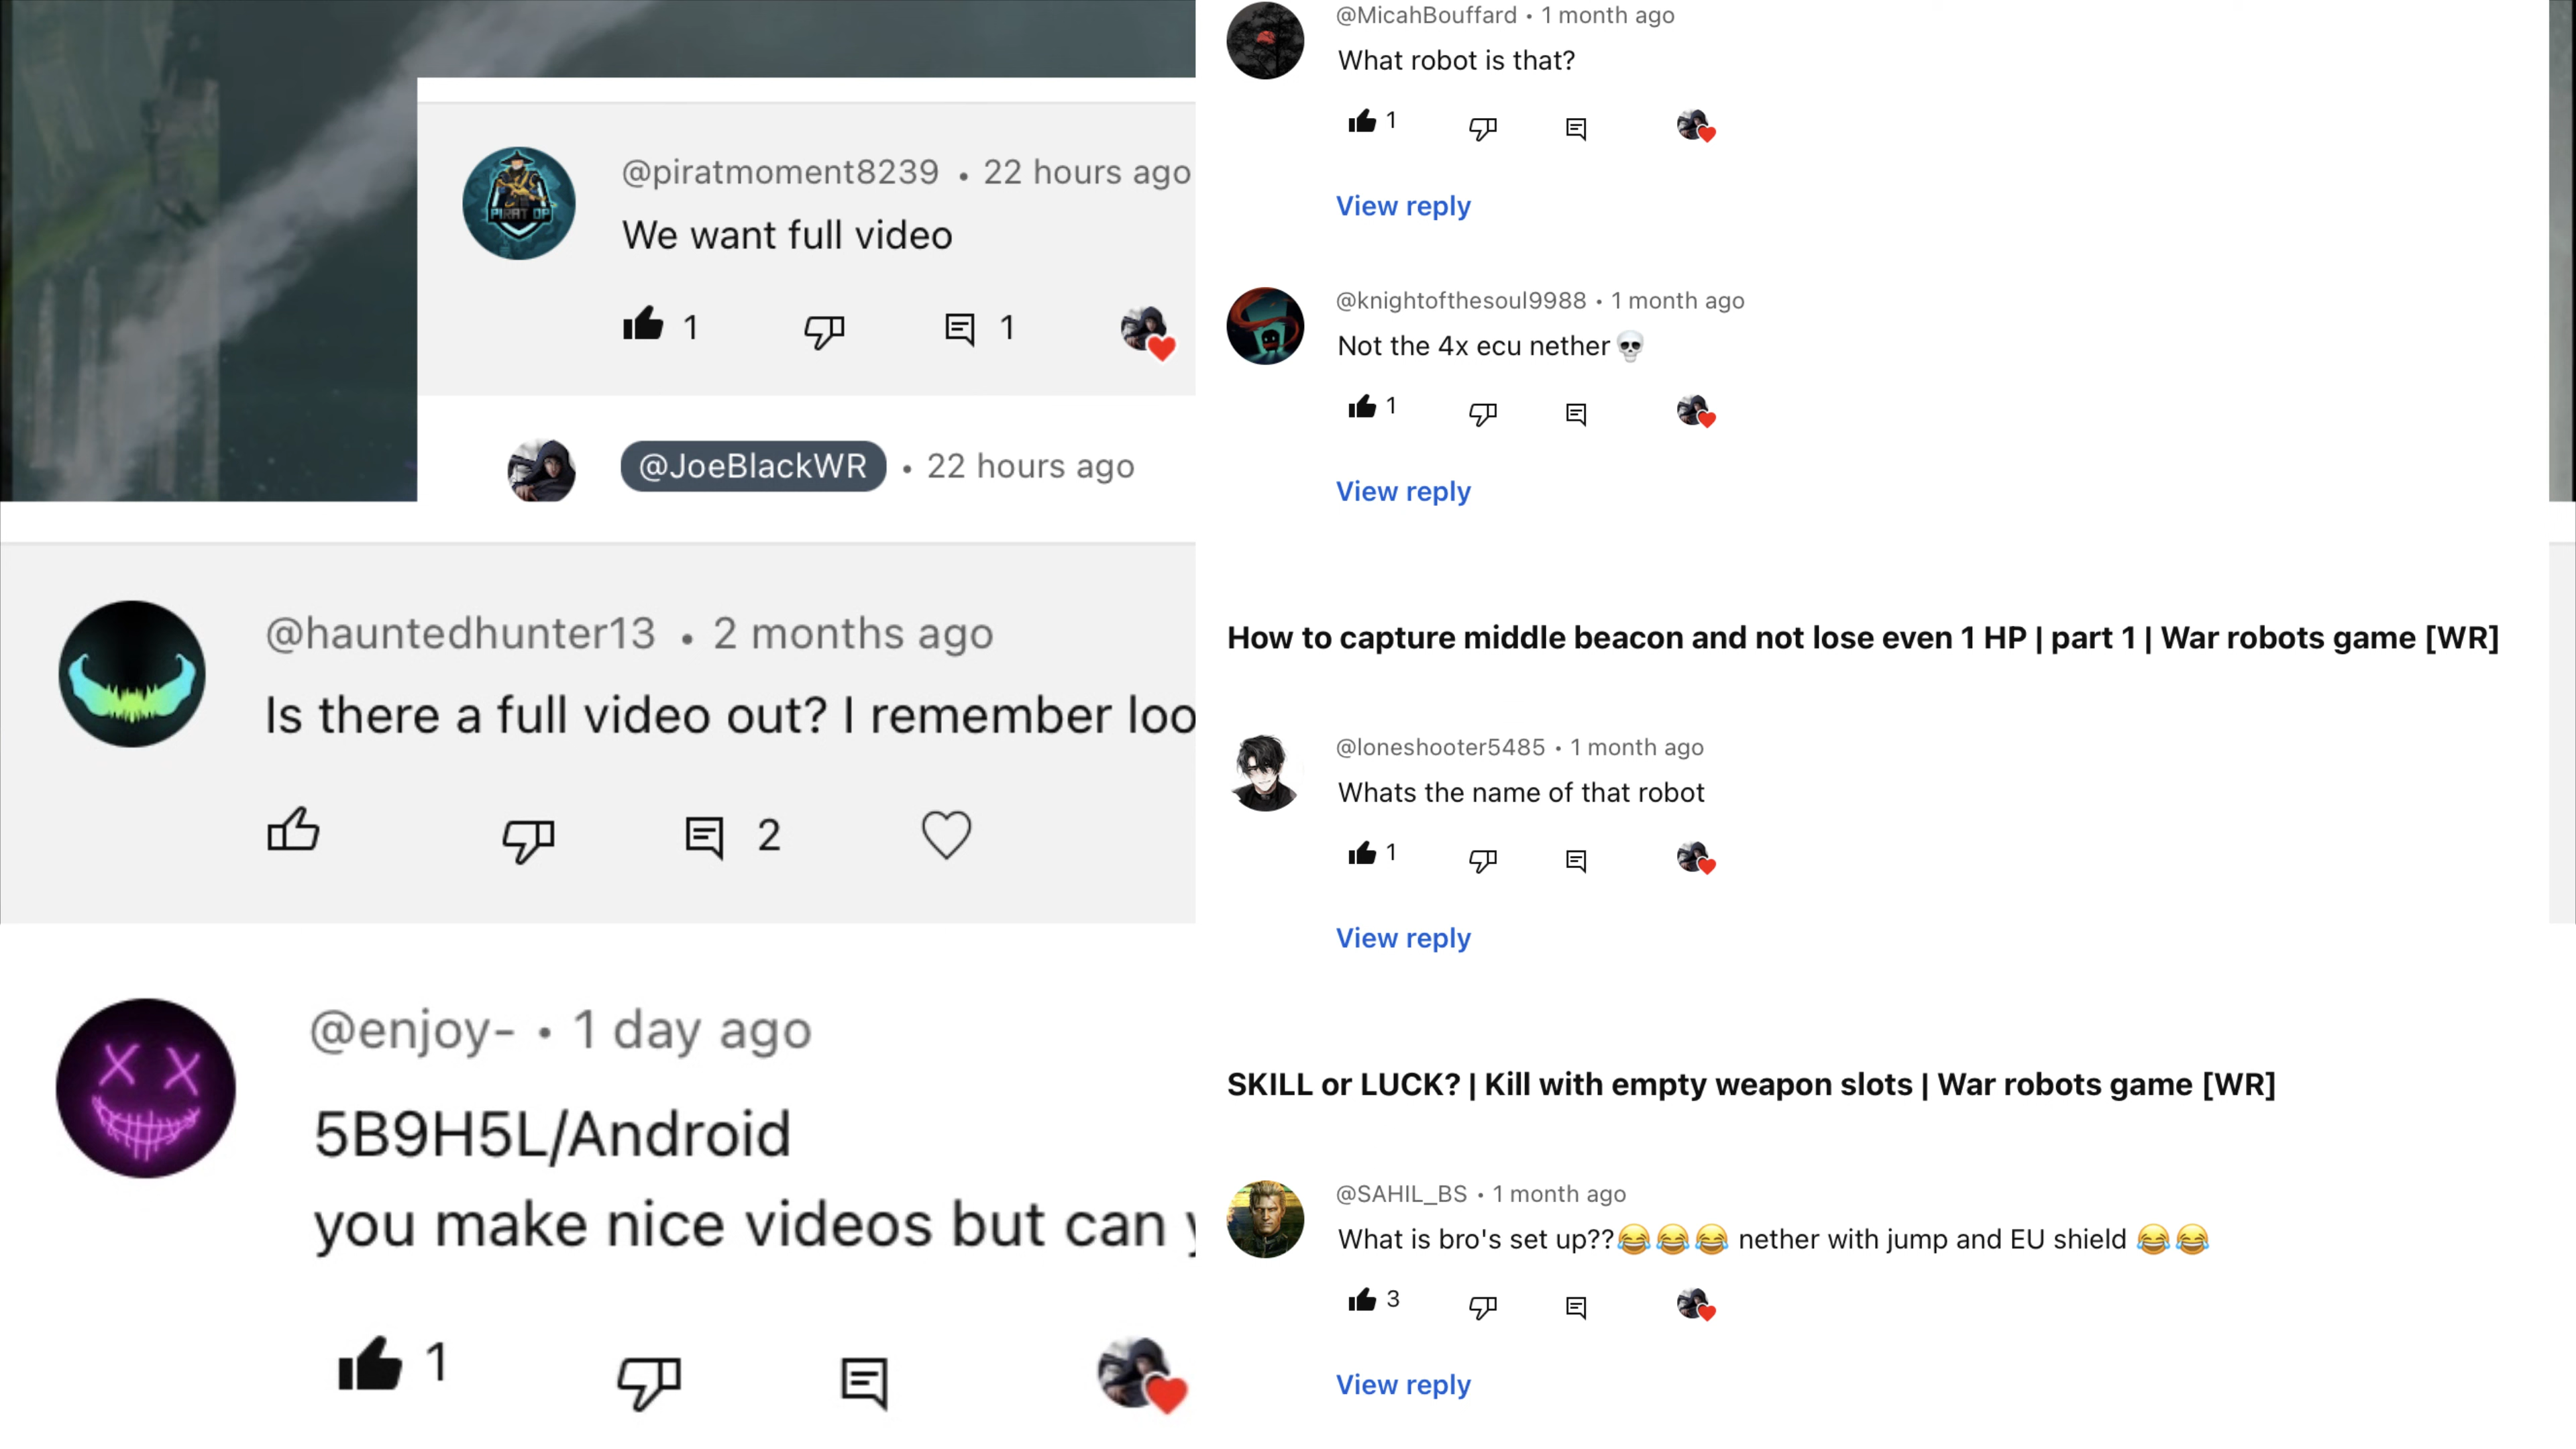 @piratmoment8239 • 22 hours ago
We want full video
1
1
@JoeBlackWR • 22 hours ago
@hauntedhunter13 • 2 months ago
Is there a full video out? I remember loo
2
@enjoy- • 1 day ago
5B9H5L/Android
you make nice videos but can
1
@MicahBouffard • 1 month ago
What robot is that?
1
View reply
@knightofthesoul9988 • 1 month ago
Not the 4x ecu nether💀
1
View reply
How to capture middle beacon and not lose even 1 HP | part 1 | War robots game [WR]
@loneshooter5485 • 1 month ago
Whats the name of that robot
1
View reply
SKILL or LUCK? | Kill with empty weapon slots | War robots game [WR]
@SAHIL_BS • 1 month ago
What is bro's set up??😂😂😂 nether with jump and EU shield 😂😂
3
View reply